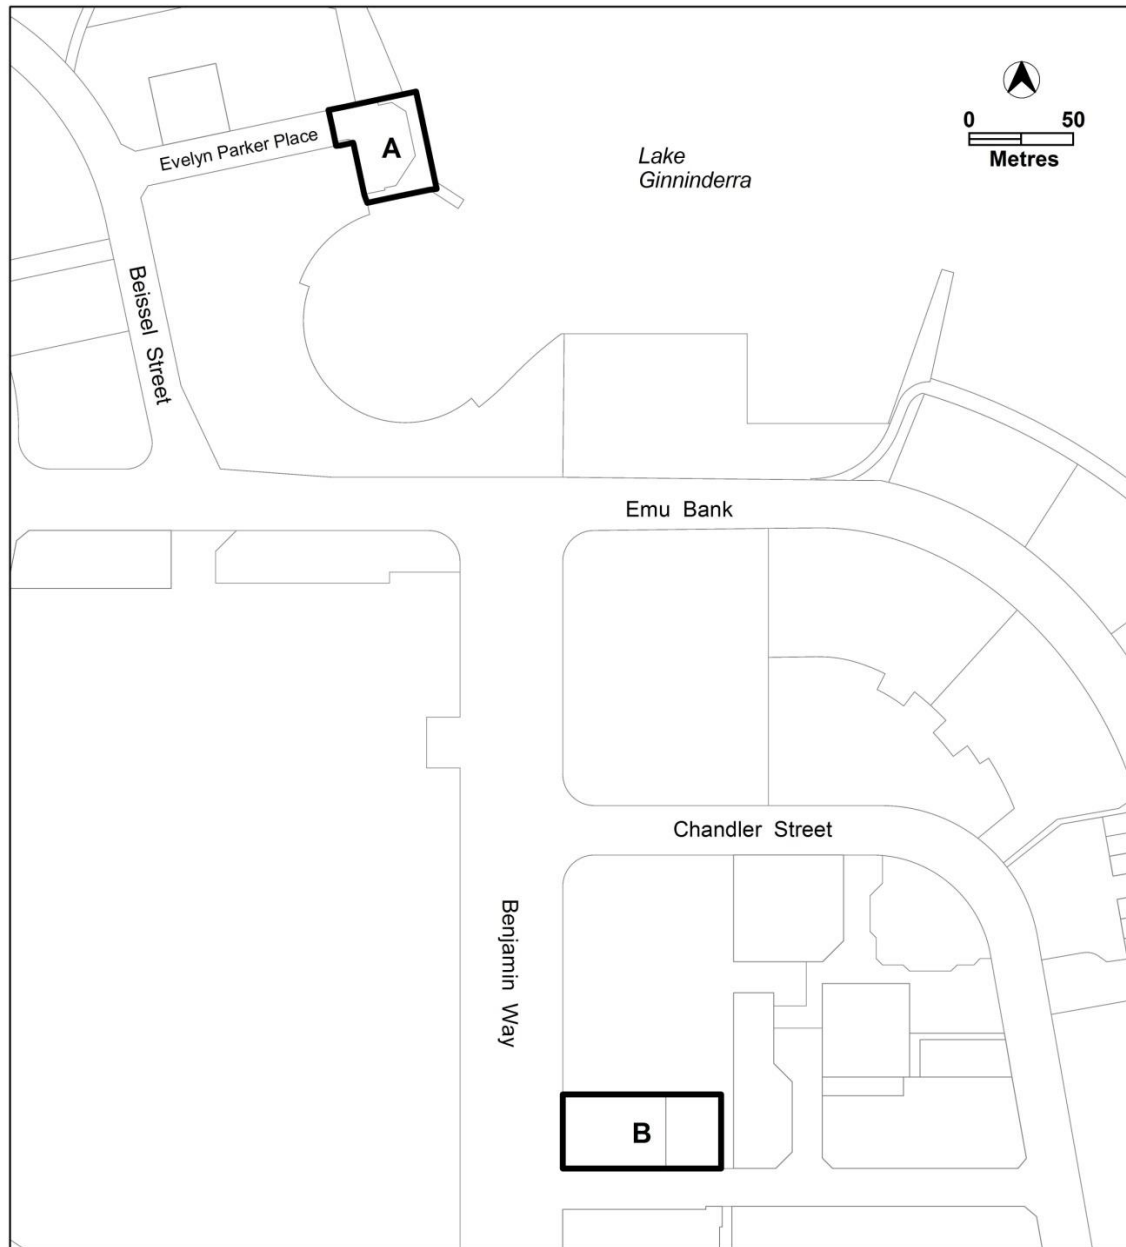 0 50
Metres
Evelyn Parker Place
A
Lake
Ginninderra
Beissel Street
Emu Bank
Chandler Street
Benjamin Way
B